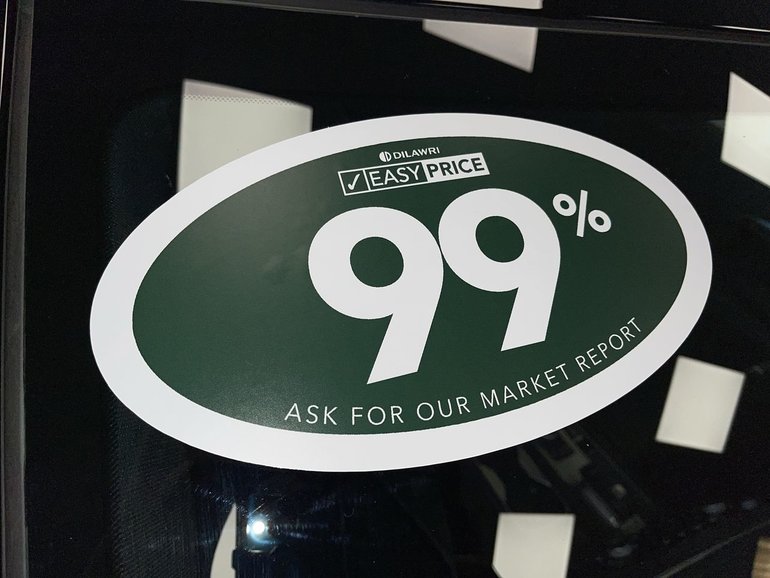 DILAWRI
✓ EASY PRICE
99%
ASK FOR OUR MARKET REPORT